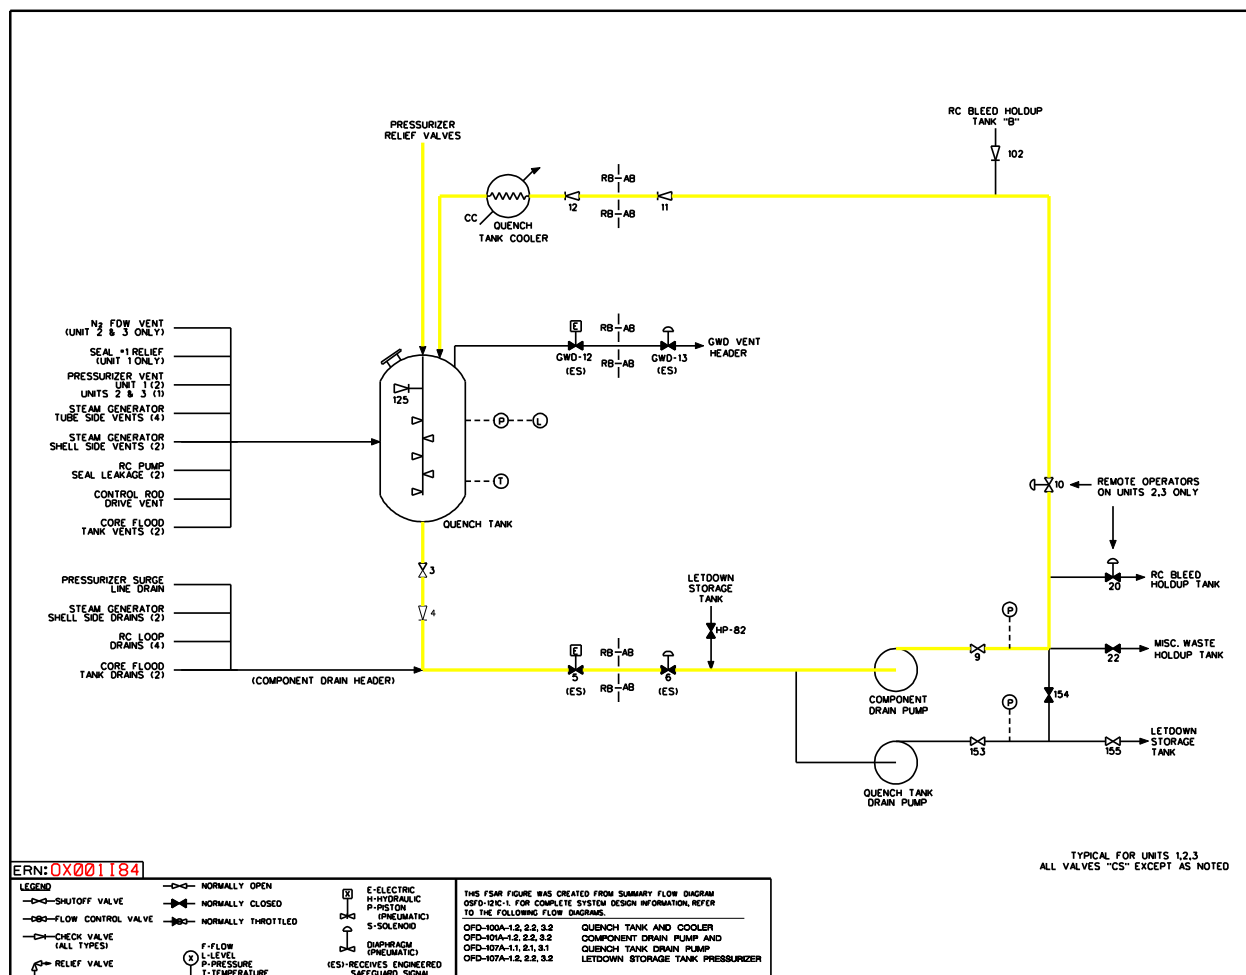 PRESSURIZER
RELIEF VALVES
RC BLEED HOLDUP
TANK "B"
102
RB AB
RB AB
12
11
CC
QUENCH
TANK COOLER
N₂ FDW VENT
(UNIT 2 & 3 ONLY)
SEAL #1 RELIEF
(UNIT 1 ONLY)
PRESSURIZER VENT
UNIT 1 (2)
UNITS 2 & 3 (1)
STEAM GENERATOR
TUBE SIDE VENTS (4)
STEAM GENERATOR
SHELL SIDE VENTS (2)
RC PUMP
SEAL LEAKAGE (2)
CONTROL ROD
DRIVE VENT
CORE FLOOD
TANK VENTS (2)
E
RB AB
RB AB
GWD-12
(ES)
GWD-13
(ES)
GWD VENT
HEADER
125
P
L
T
QUENCH TANK
10
REMOTE OPERATORS
ON UNITS 2,3 ONLY
3
4
PRESSURIZER SURGE
LINE DRAIN
STEAM GENERATOR
SHELL SIDE DRAINS (2)
RC LOOP
DRAINS (4)
CORE FLOOD
TANK DRAINS (2)
(COMPONENT DRAIN HEADER)
LETDOWN
STORAGE
TANK
HP-82
20
RC BLEED
HOLDUP TANK
E
RB AB
RB AB
5
(ES)
6
(ES)
P
9
22
MISC. WASTE
HOLDUP TANK
COMPONENT
DRAIN PUMP
154
P
153
155
LETDOWN
STORAGE
TANK
QUENCH TANK
DRAIN PUMP
TYPICAL FOR UNITS 1,2,3
ALL VALVES "CS" EXCEPT AS NOTED
ERN: OX001I84
LEGEND
SHUTOFF VALVE
FLOW CONTROL VALVE
CHECK VALVE
(ALL TYPES)
RELIEF VALVE
NORMALLY OPEN
NORMALLY CLOSED
NORMALLY THROTTLED
X
F-FLOW
L-LEVEL
P-PRESSURE
T-TEMPERATURE
X
E-ELECTRIC
H-HYDRAULIC
P-PISTON
(PNEUMATIC)
S-SOLENOID
DIAPHRAGM
(PNEUMATIC)
(ES)-RECEIVES ENGINEERED
SAFEGUARD SIGNAL
THIS FSAR FIGURE WAS CREATED FROM SUMMARY FLOW DIAGRAM
OSFD-121C-1. FOR COMPLETE SYSTEM DESIGN INFORMATION, REFER
TO THE FOLLOWING FLOW DIAGRAMS.
OFD-100A-1.2, 2.2, 3.2 QUENCH TANK AND COOLER
OFD-101A-1.2, 2.2, 3.2 COMPONENT DRAIN PUMP AND
OFD-107A-1.1, 2.1, 3.1 QUENCH TANK DRAIN PUMP
OFD-107A-1.2, 2.2, 3.2 LETDOWN STORAGE TANK PRESSURIZER